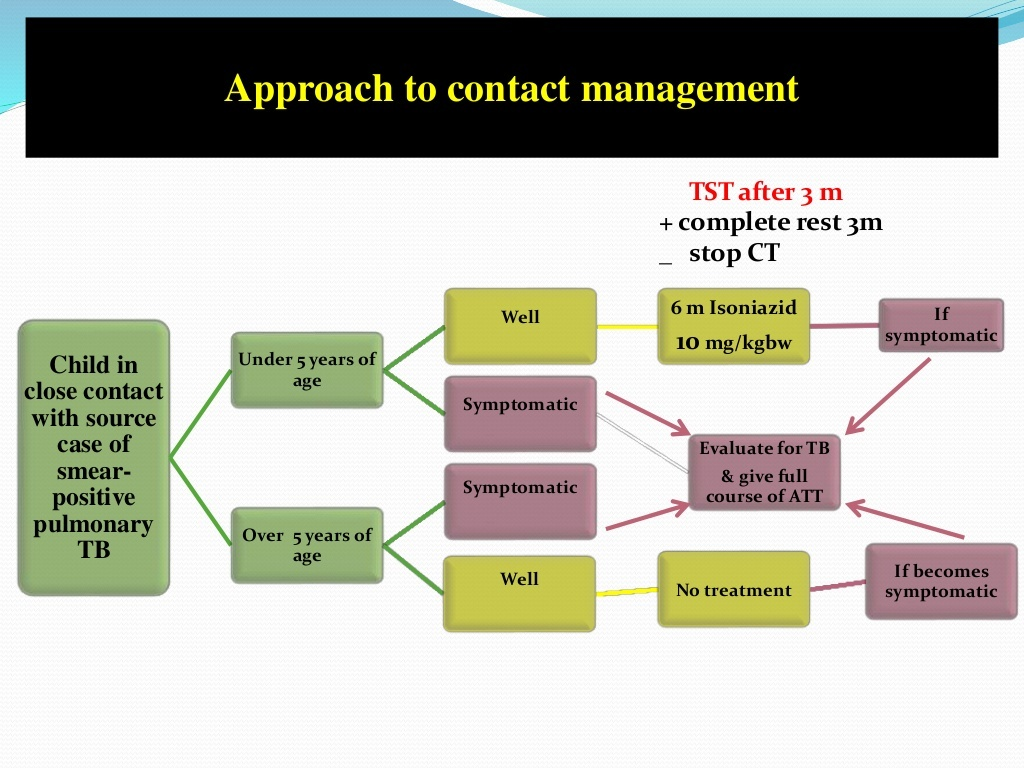 Approach to contact management
TST after 3 m
+ complete rest 3m
_ stop CT
Child in
close contact
with source
case of
smear-
positive
pulmonary
TB
Under 5 years of
age
Over 5 years of
age
Well
Symptomatic
Symptomatic
Well
6 m Isoniazid
10 mg/kgbw
If
symptomatic
Evaluate for TB
& give full
course of ATT
No treatment
If becomes
symptomatic